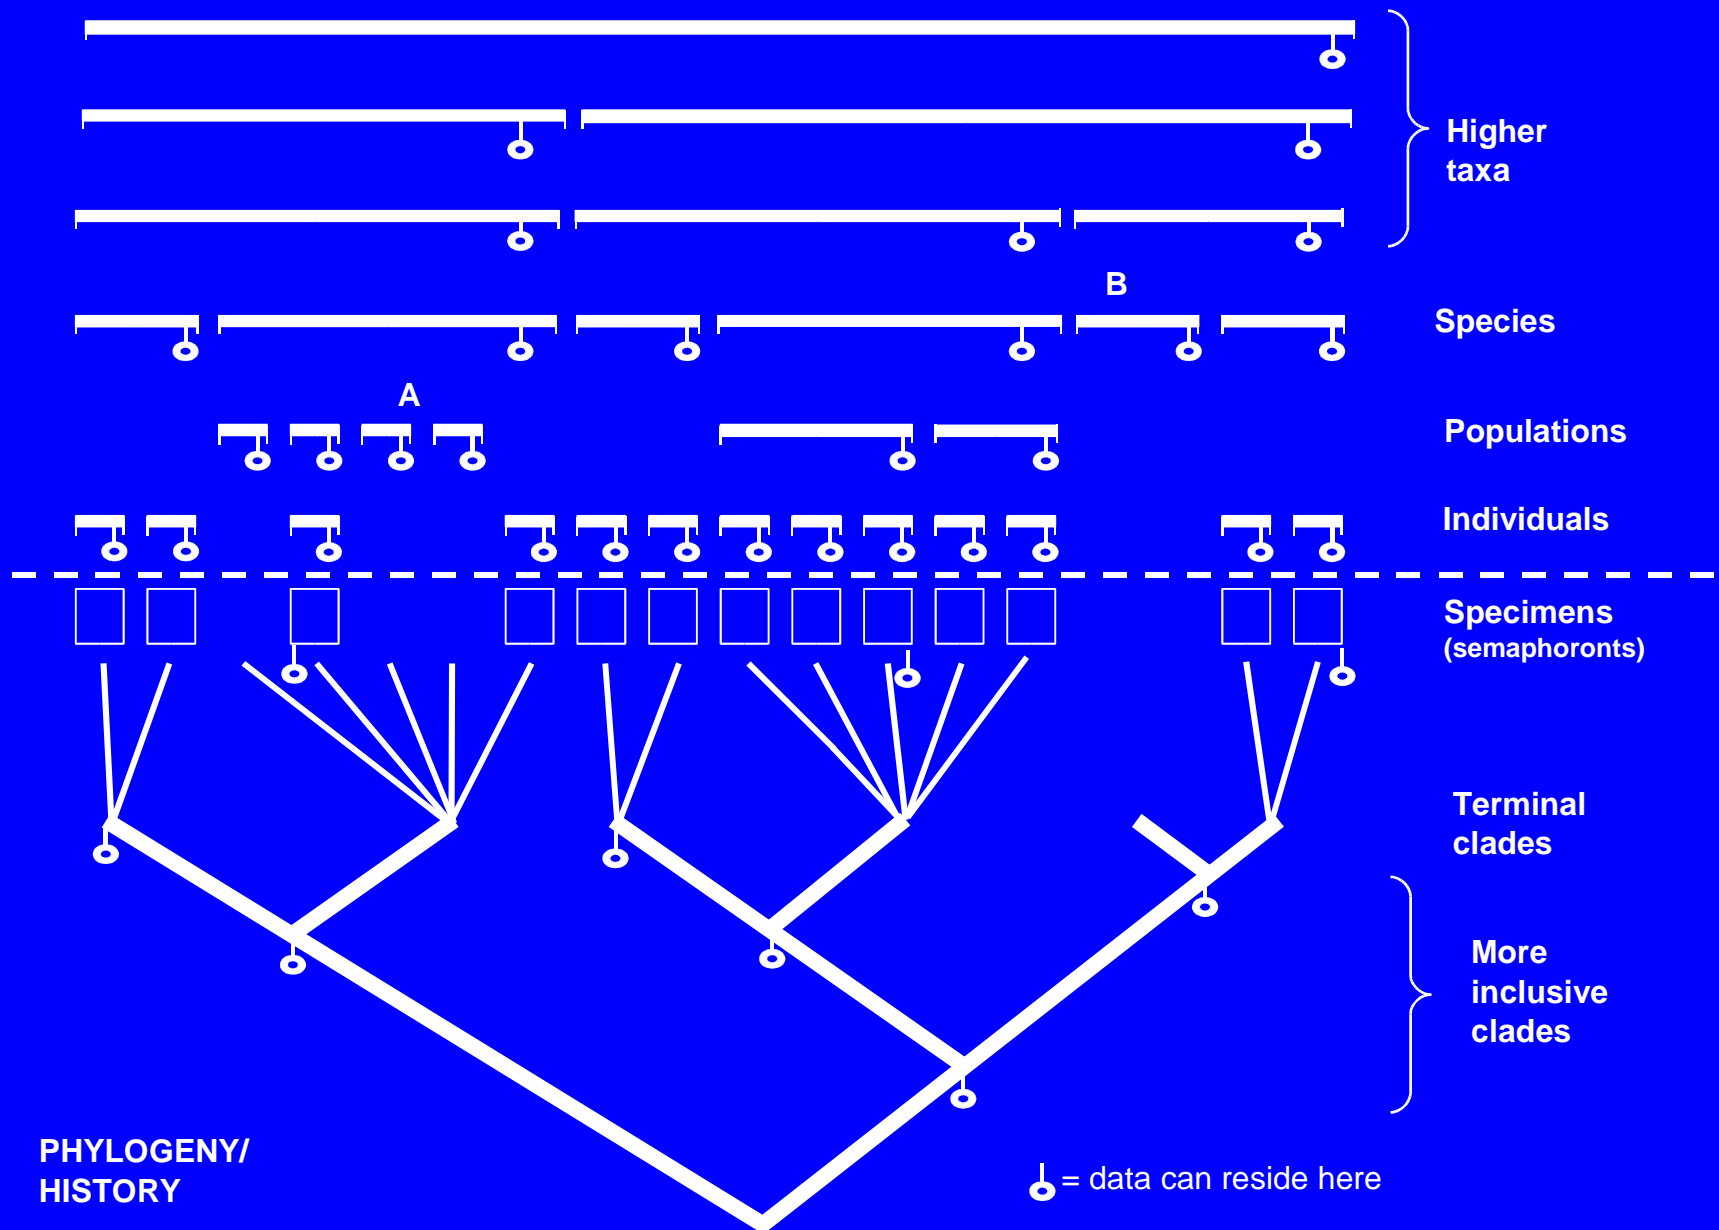 Higher
taxa
B
Species
A
Populations
Individuals
Specimens
(semaphoronts)
Terminal
clades
More
inclusive
clades
PHYLOGENY/
HISTORY
= data can reside here